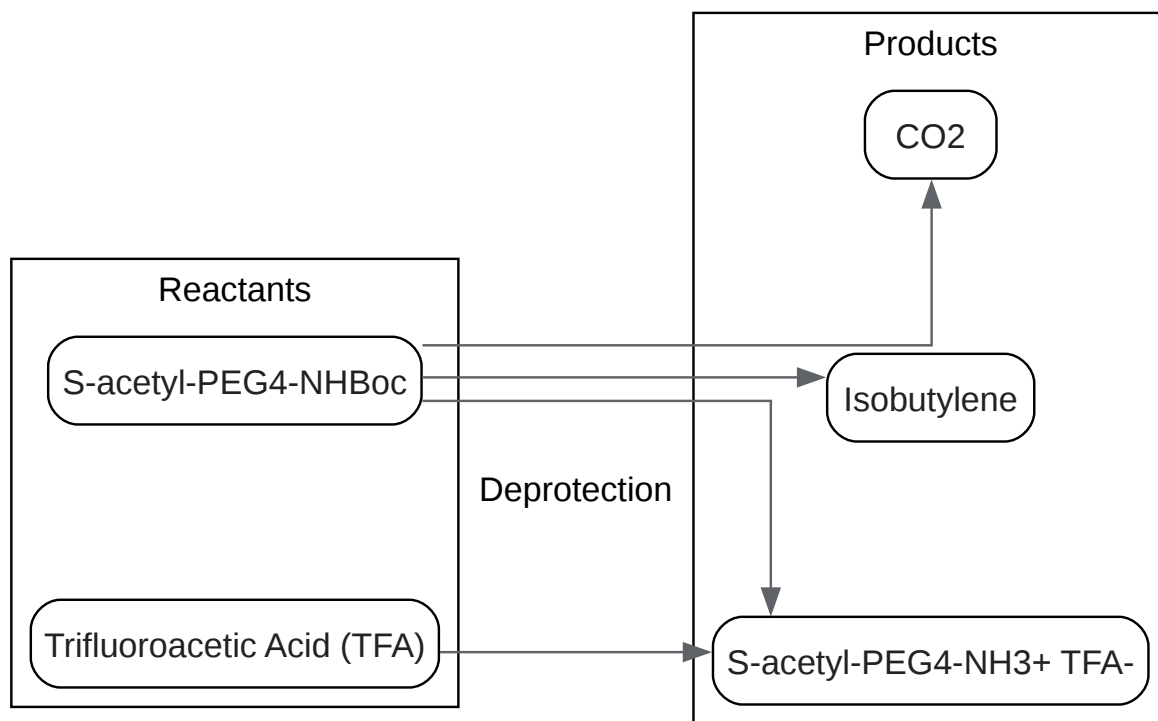 Reactants
S-acetyl-PEG4-NHBoc
Trifluoroacetic Acid (TFA)
Deprotection
Products
CO2
Isobutylene
S-acetyl-PEG4-NH3+ TFA-